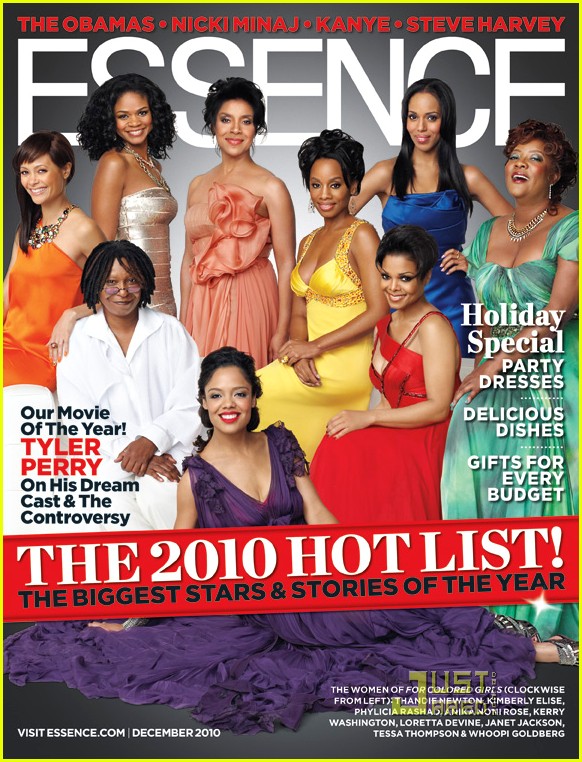 THE OBAMAS • NICKI MINAJ • KANYE • STEVE HARVEY
ESSENCE
Holiday
Special
PARTY
DRESSES
DELICIOUS
DISHES
GIFTS FOR
EVERY
BUDGET
Our Movie
Of The Year!
TYLER
PERRY
On His Dream
Cast & The
Controversy
THE 2010 HOT LIST!
THE BIGGEST STARS & STORIES OF THE YEAR
JUST JARED
THE WOMEN OF FOR COLORED GIRLS (CLOCKWISE
FROM LEFT): THANDIE NEWTON, KIMBERLY ELISE,
PHYLICIA RASHAD, ANIKA NONI ROSE, KERRY
WASHINGTON, LORETTA DEVINE, JANET JACKSON,
TESSA THOMPSON & WHOOPI GOLDBERG
VISIT ESSENCE.COM | DECEMBER 2010